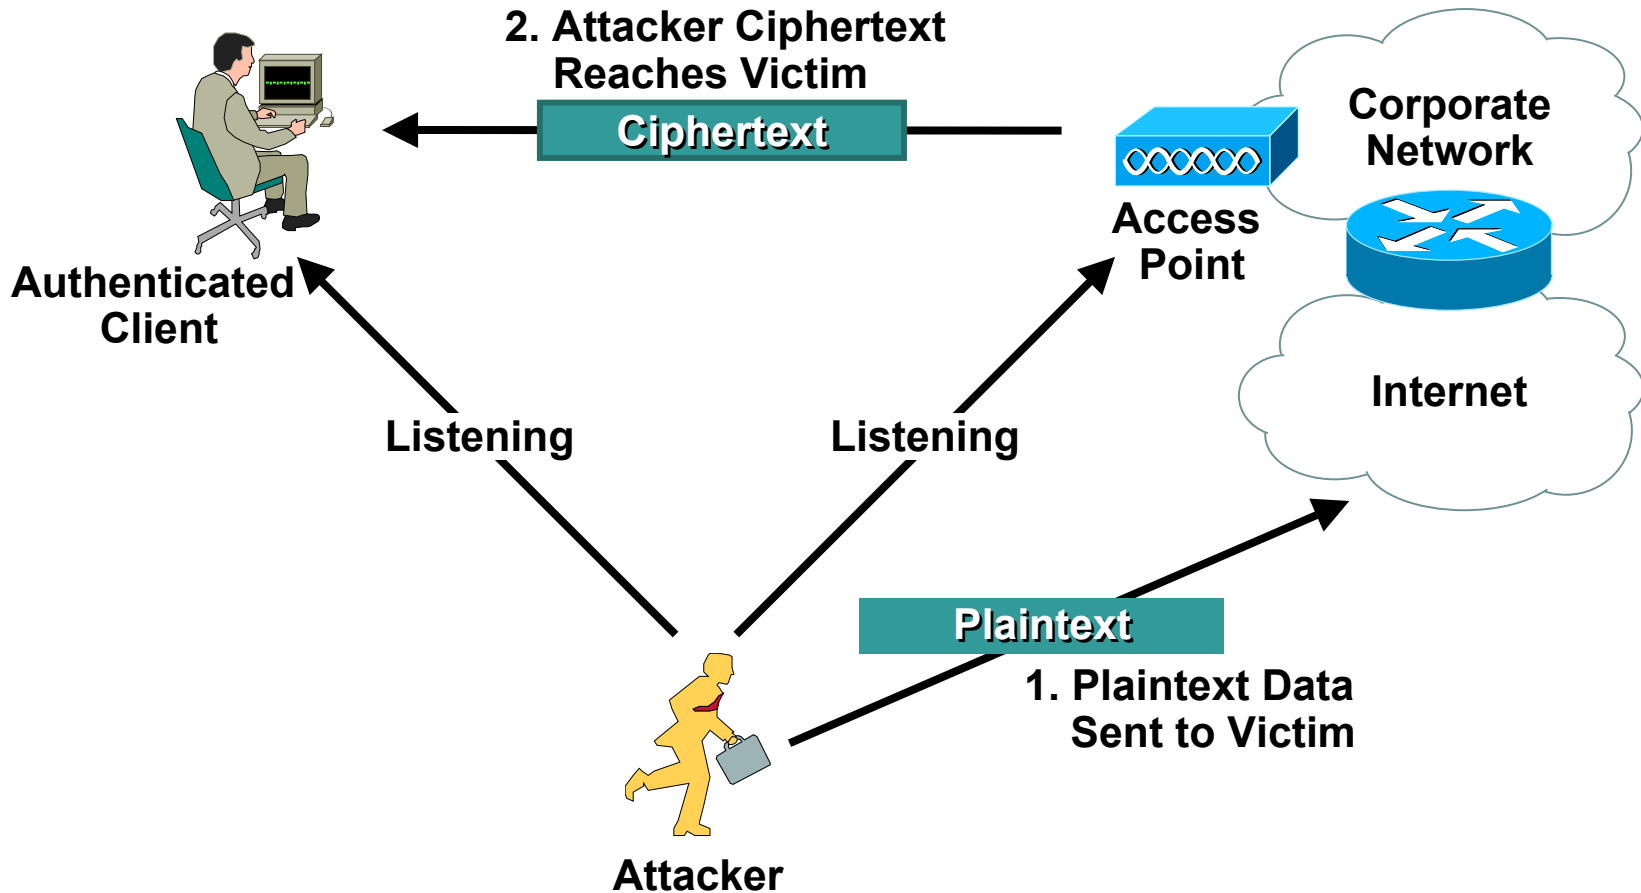 2. Attacker Ciphertext
Reaches Victim
Ciphertext
Corporate
Network
Access
Point
Authenticated
Client
Internet
Listening
Listening
Plaintext
1. Plaintext Data
Sent to Victim
Attacker